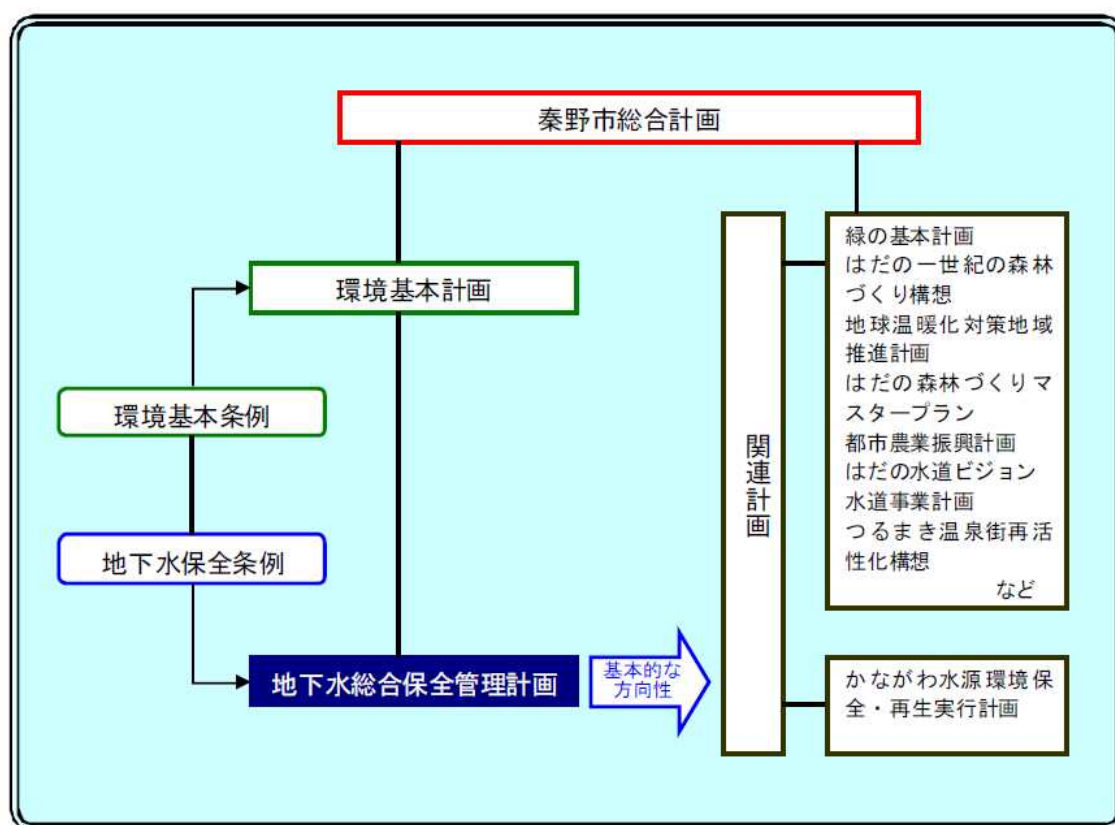 秦野市総合計画
環境基本計画
環境基本条例
地下水保全条例
地下水総合保全管理計画
基本的な
方向性
関連計画
緑の基本計画
はだの一世紀の森林
づくり構想
地球温暖化対策地域
推進計画
はだの森林づくりマ
スタープラン
都市農業振興計画
はだの水道ビジョン
水道事業計画
つるまき温泉街再活
性化構想
など
かながわ水源環境保
全・再生実行計画